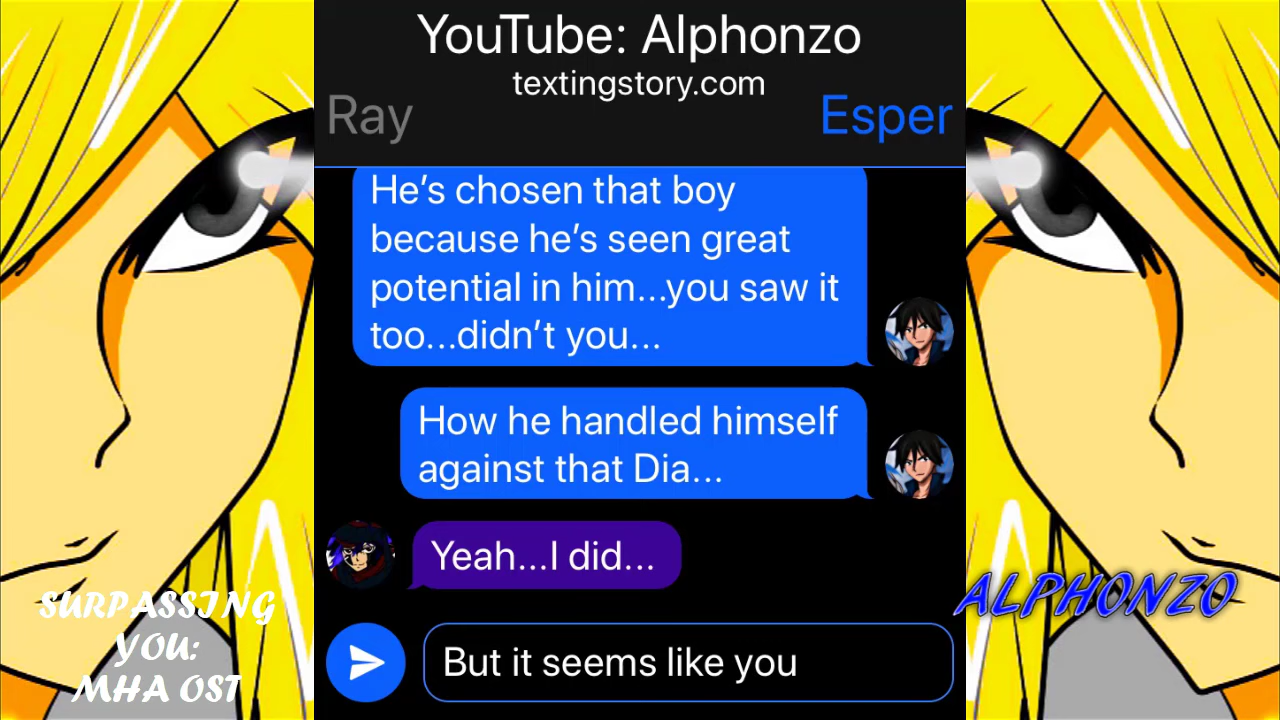 YouTube: Alphonzo
textingstory.com
Ray
Esper
He’s chosen that boy
because he’s seen great
potential in him...you saw it
too...didn’t you...
How he handled himself
against that Dia...
Yeah...I did...
But it seems like you
SURPASSING
YOU:
MHA OST
ALPHONZO